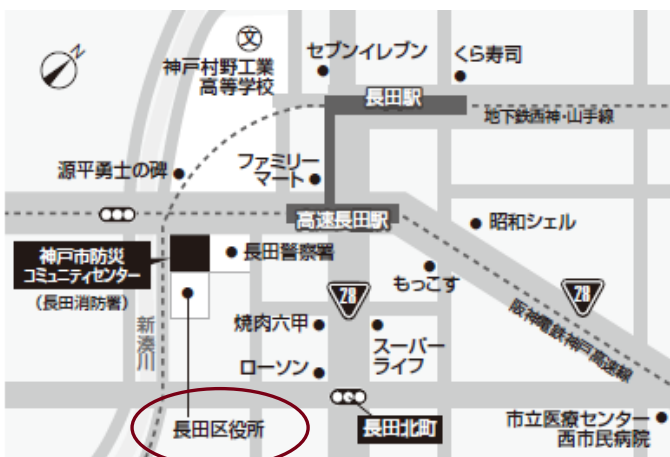 N
文
神戸村野工業
高等学校
セブンイレブン
くら寿司
長田駅
地下鉄西神・山手線
源平勇士の碑
ファミリー
マート
高速長田駅
昭和シェル
神戸市防災
コミュニティセンター
(長田消防署)
長田警察署
28
もっこす
28
新湊川
焼肉六甲
スーパー
ライフ
阪神電鉄神戸高速線
ローソン
長田区役所
長田北町
市立医療センター
西市民病院